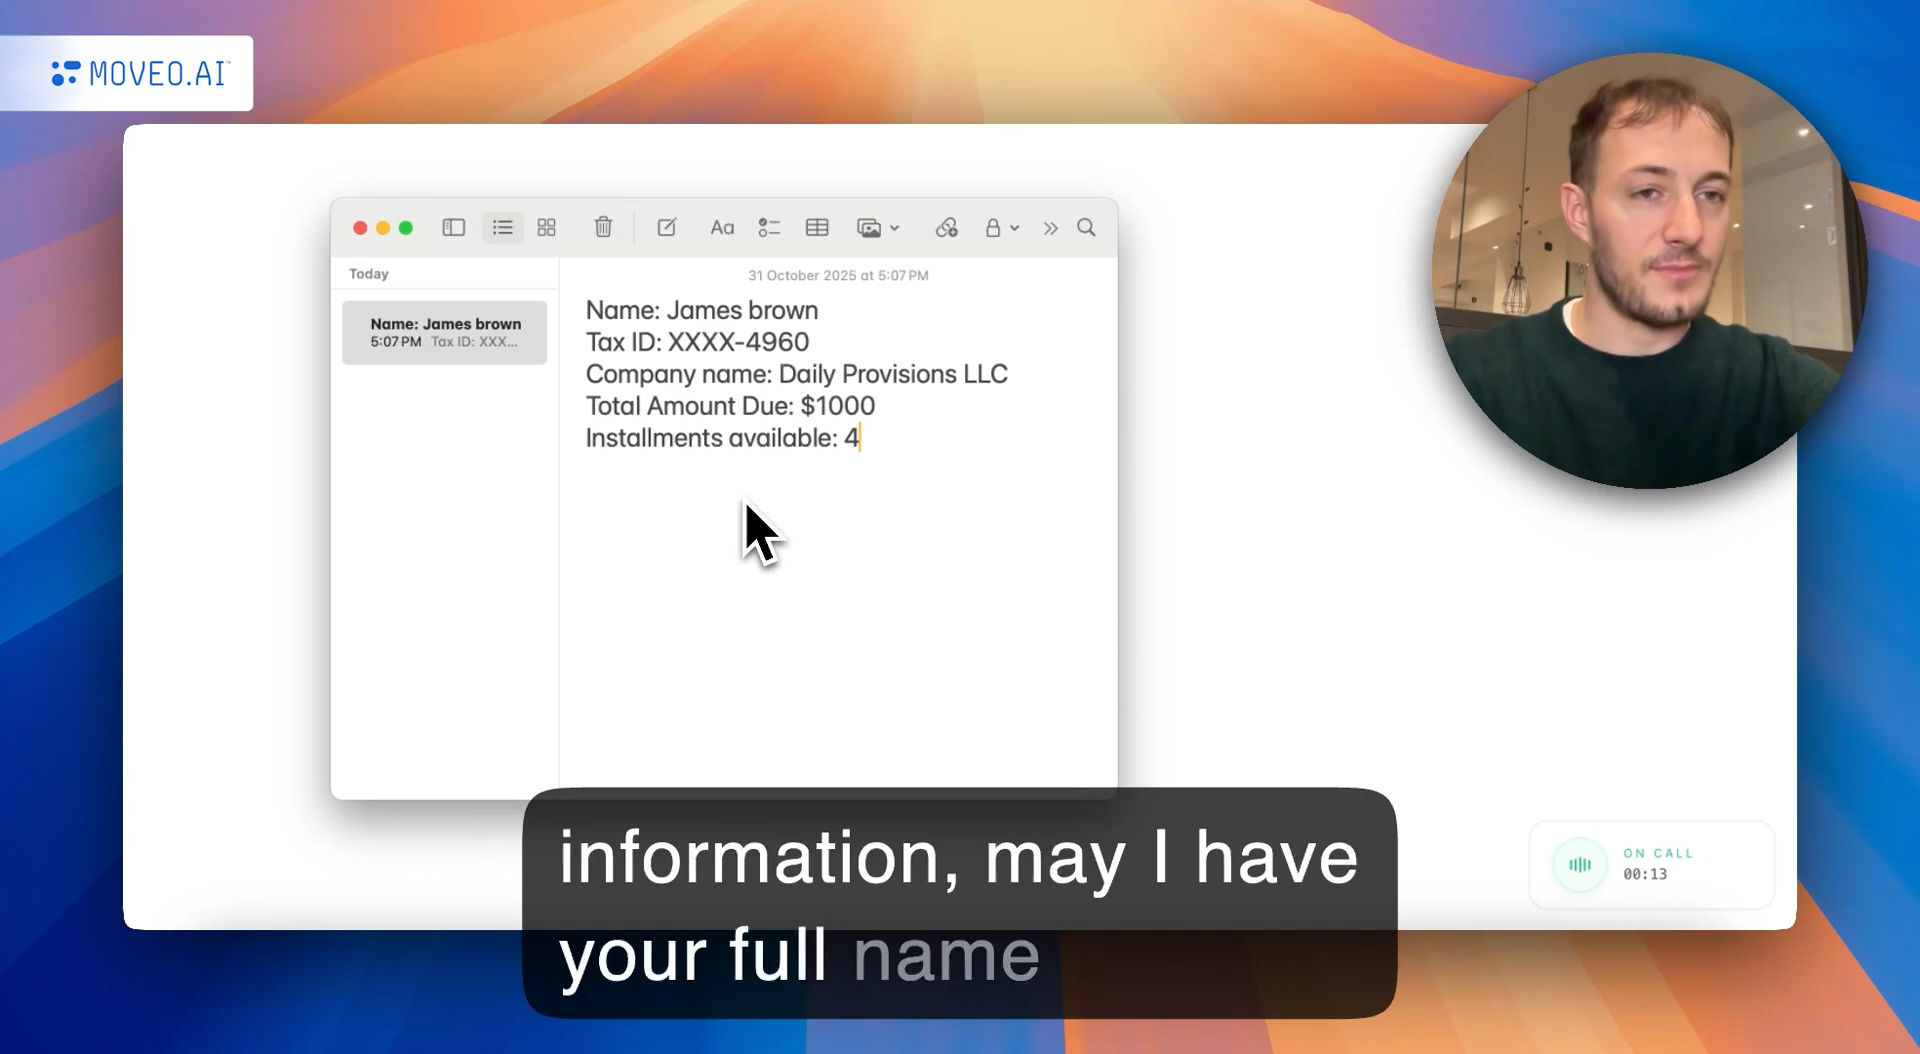 MOVEO.AI
Today
31 October 2025 at 5:07 PM
Name: James brown
5:07 PM Tax ID: XXX...
Name: James brown
Tax ID: XXXX-4960
Company name: Daily Provisions LLC
Total Amount Due: $1000
Installments available: 4
Aa
ON CALL
00:13
information, may I have
your full name